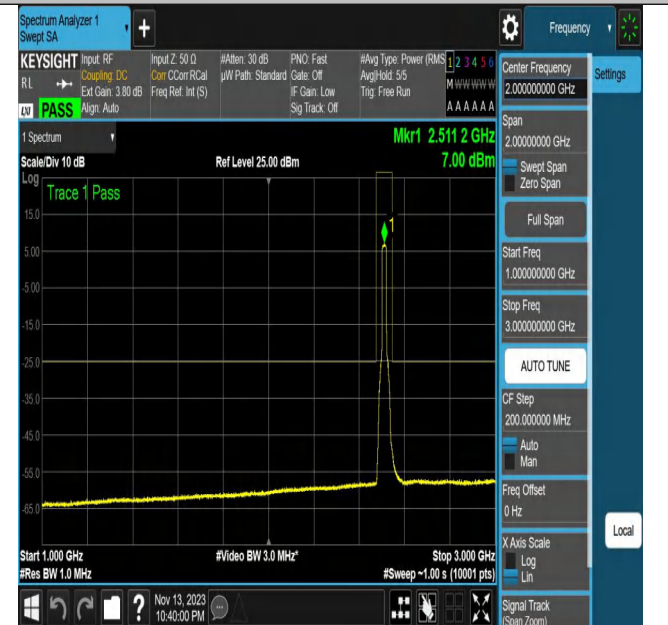 Spectrum Analyzer 1
Swept SA
+
Frequency
KEYSIGHT
RL
LXI
PASS
Input: RF
Coupling: DC
Ext Gain: 3.80 dB
Align: Auto
Input Z: 50 Ω
Corr CCorr RCal
Freq Ref: Int (S)
#Atten: 30 dB
µW Path: Standard
PNO: Fast
Gate: Off
IF Gain: Low
Sig Track: Off
#Avg Type: Power (RMS
Avg|Hold: 5/5
Trig: Free Run
1 2 3 4 5 6
M W W W W W
A A A A A A
1 Spectrum
Scale/Div 10 dB
Ref Level 25.00 dBm
Mkr1 2.511 2 GHz
7.00 dBm
Log
Trace 1 Pass
1
15.0
5.00
-5.00
-15.0
-25.0
-35.0
-45.0
-55.0
-65.0
Start 1.000 GHz
#Res BW 1.0 MHz
#Video BW 3.0 MHz*
Stop 3.000 GHz
#Sweep ~1.00 s (10001 pts)
?
Nov 13, 2023
10:40:00 PM
Center Frequency
2.000000000 GHz
Span
2.00000000 GHz
Swept Span
Zero Span
Full Span
Start Freq
1.000000000 GHz
Stop Freq
3.000000000 GHz
AUTO TUNE
CF Step
200.000000 MHz
Auto
Man
Freq Offset
0 Hz
X Axis Scale
Log
Lin
Signal Track
(Span Zoom)
Settings
Local